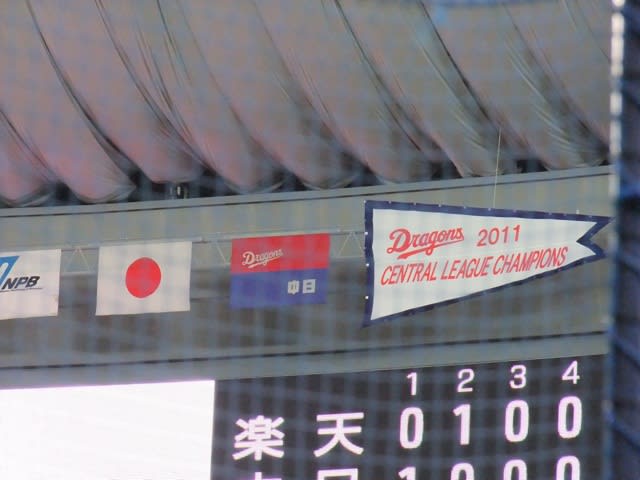 NPB
Dragons
中日
Dragons 2011
CENTRAL LEAGUE CHAMPIONS
1 2 3 4
楽天 0 1 0 0